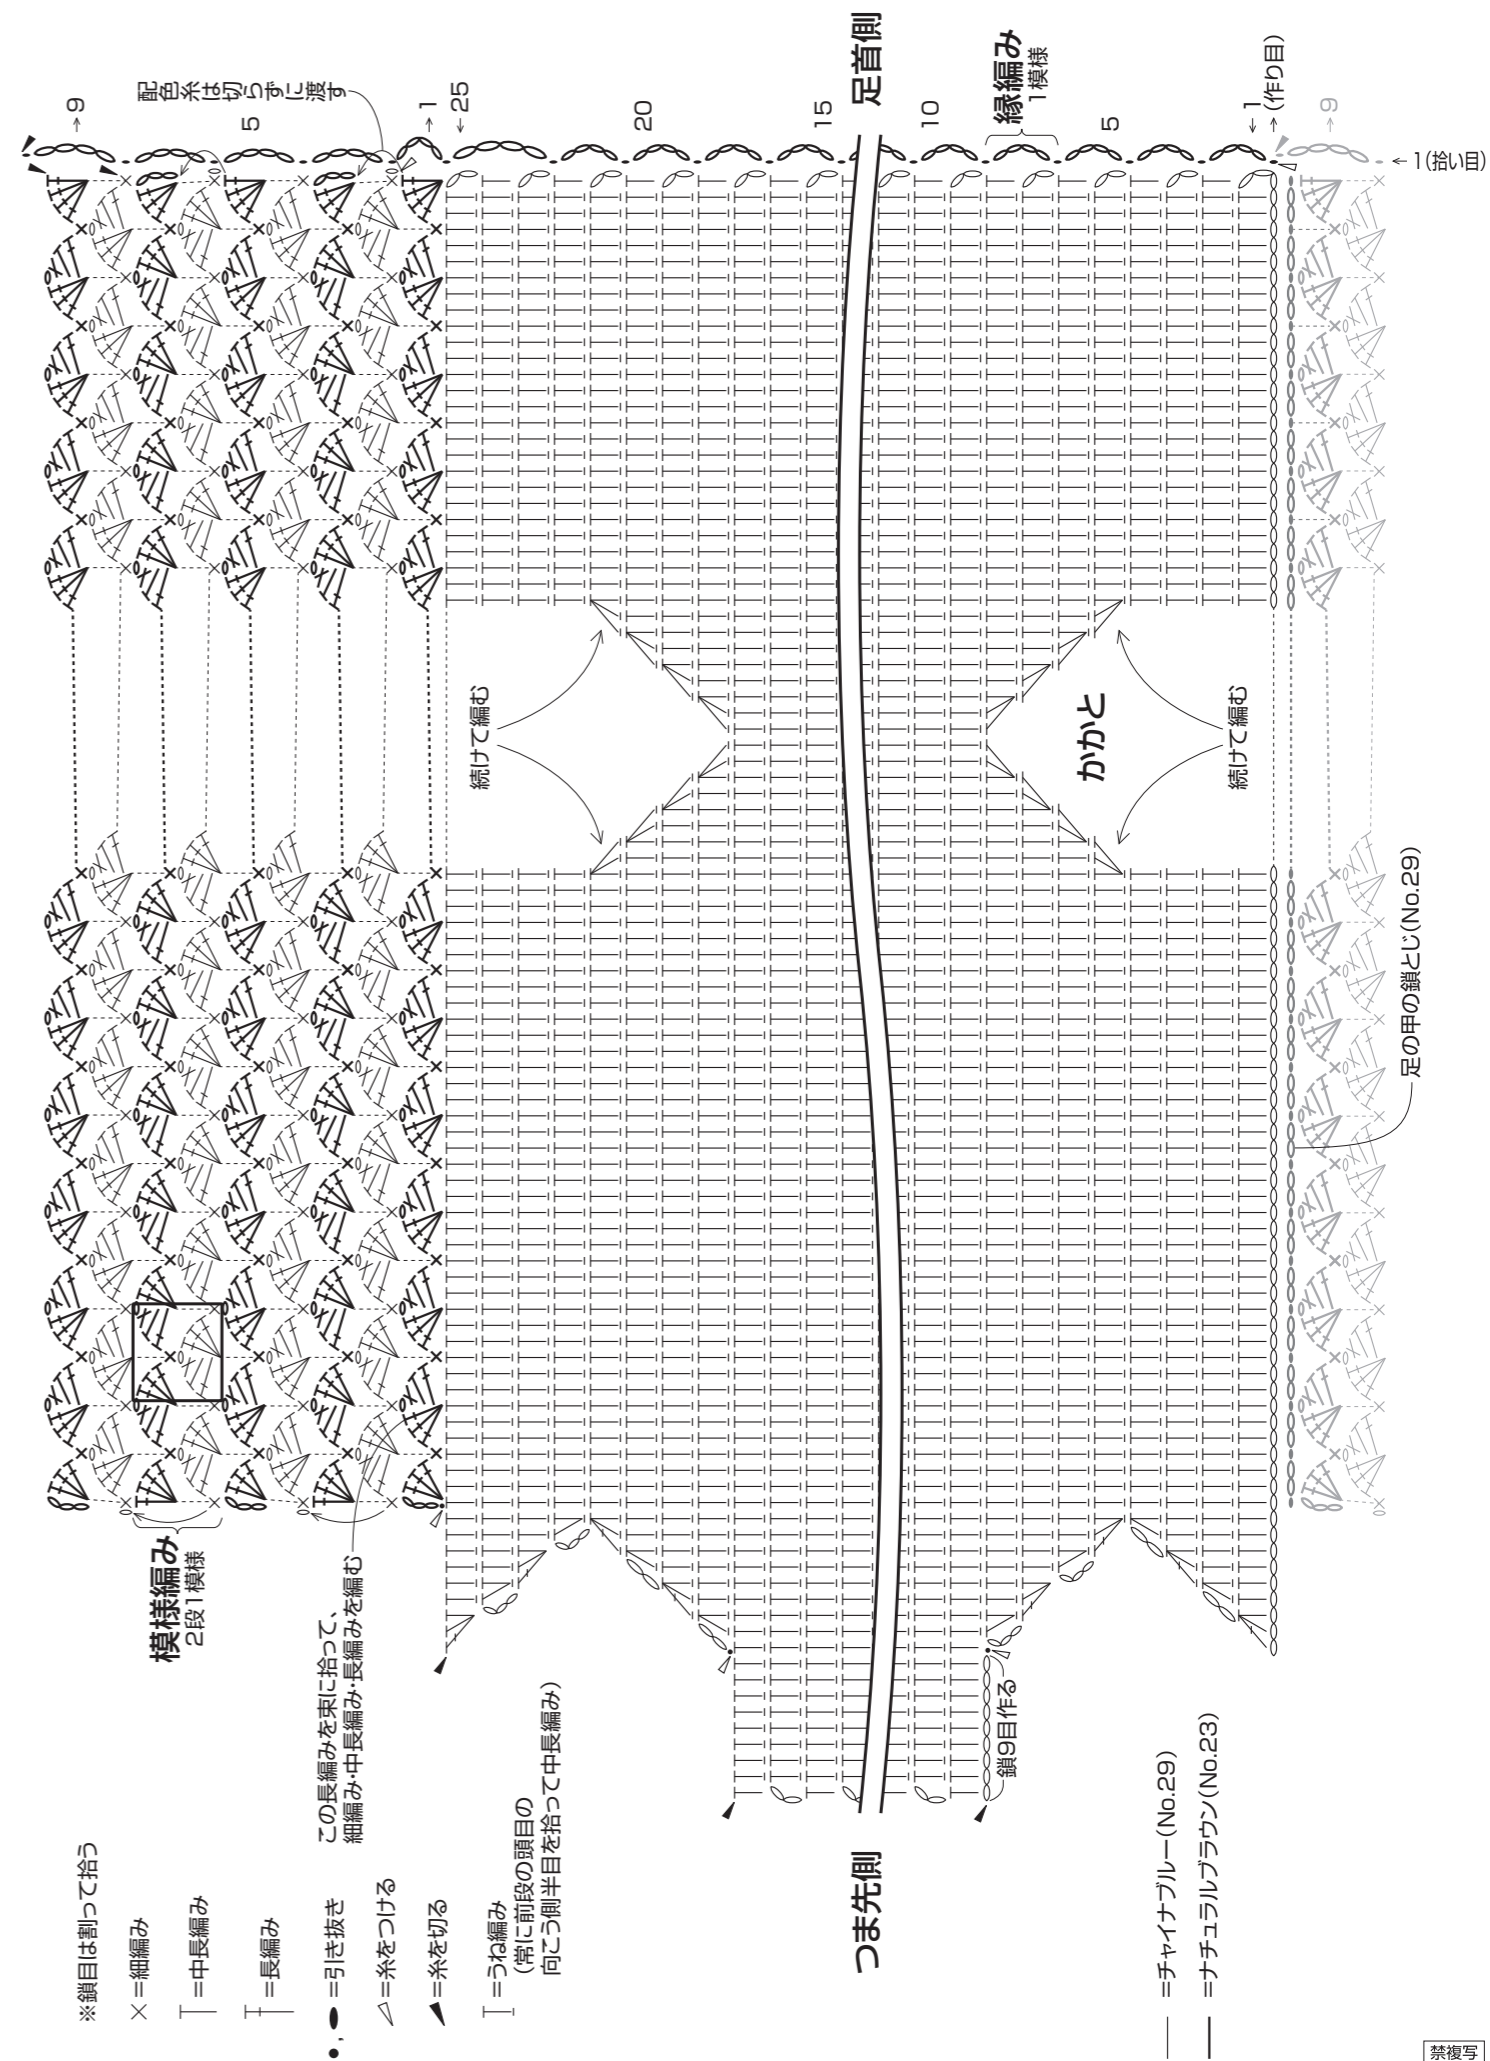 ※鎖目は割って拾う
×=細編み
=中長編み
=長編み
•, =引き抜き
=糸をつける
=糸を切る
=うね編み
(常に前段の頭目の
向こう側半目を拾って中長編み)
この長編みを束に拾って、
細編み・中長編み・長編みを編む
模様編み
2段1模様
つま先側
鎖9目作る
=チャイナブルー(No.29)
=ナチュラルブラウン(No.23)
続けて編む
かかと
続けて編む
足の甲の鎖とじ(No.29)
配色糸は切らずに渡す
→9
5
→1
←25
20
15
足首側
10
縁編み
1模様
5
←1
→(作り目)
→9
←1(拾い目)
禁複写